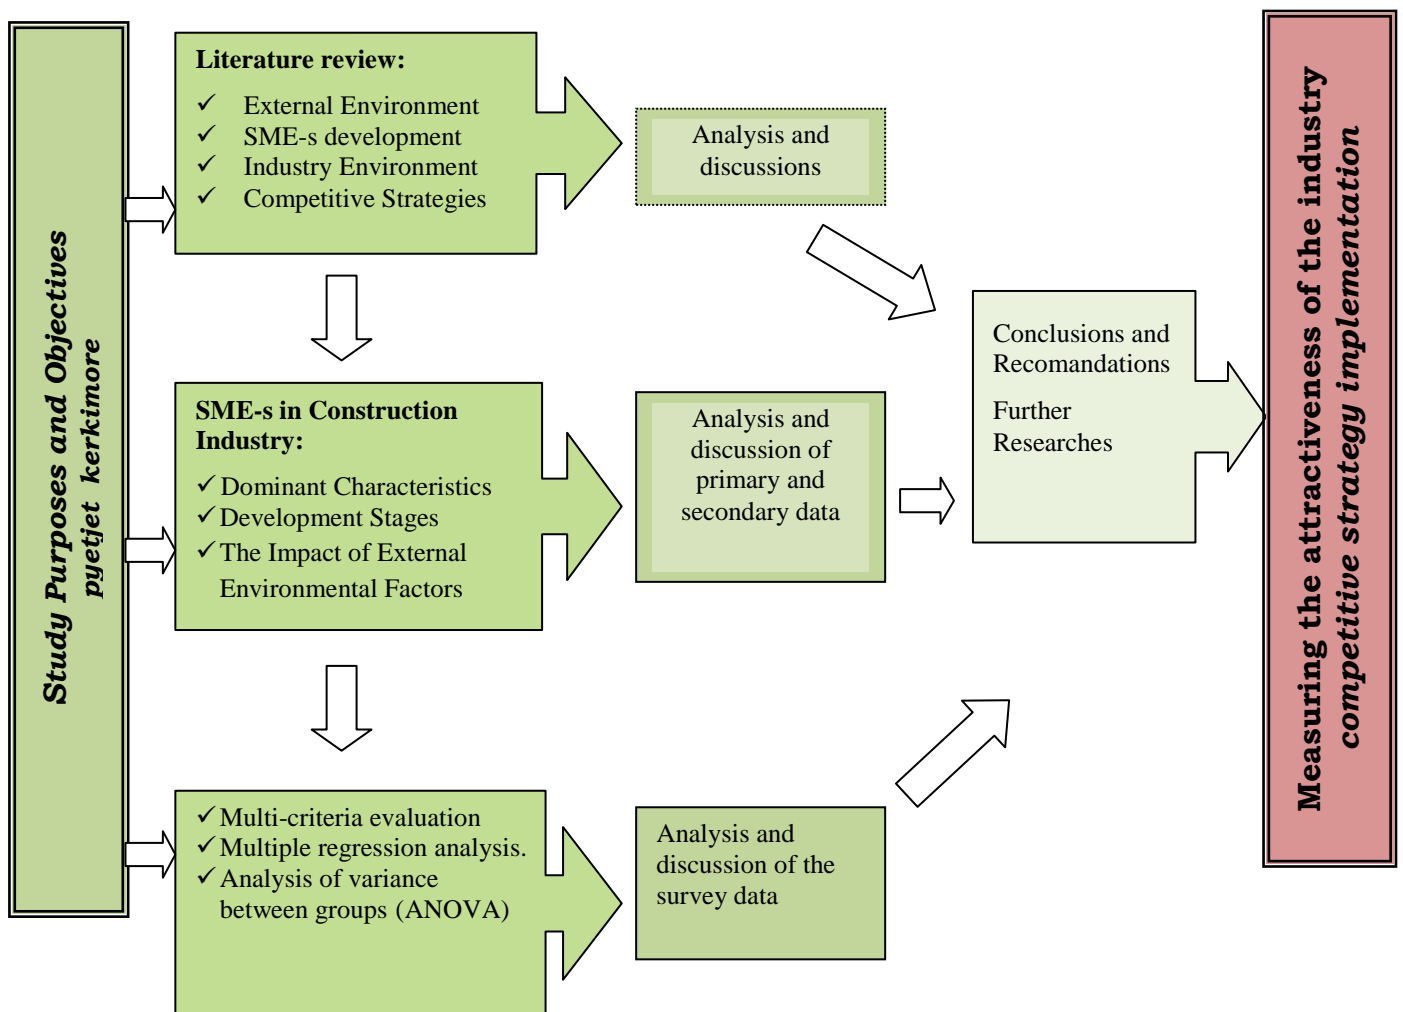 Study Purposes and Objectives
pyetjet kerkimore
Literature review:
✓ External Environment
✓ SME-s development
✓ Industry Environment
✓ Competitive Strategies
Analysis and
discussions
SME-s in Construction
Industry:
✓ Dominant Characteristics
✓ Development Stages
✓ The Impact of External
Environmental Factors
Analysis and
discussion of
primary and
secondary data
✓ Multi-criteria evaluation
✓ Multiple regression analysis.
✓ Analysis of variance
between groups (ANOVA)
Analysis and
discussion of the
survey data
Conclusions and
Recomandations
Further
Researches
Measuring the attractiveness of the industry
competitive strategy implementation